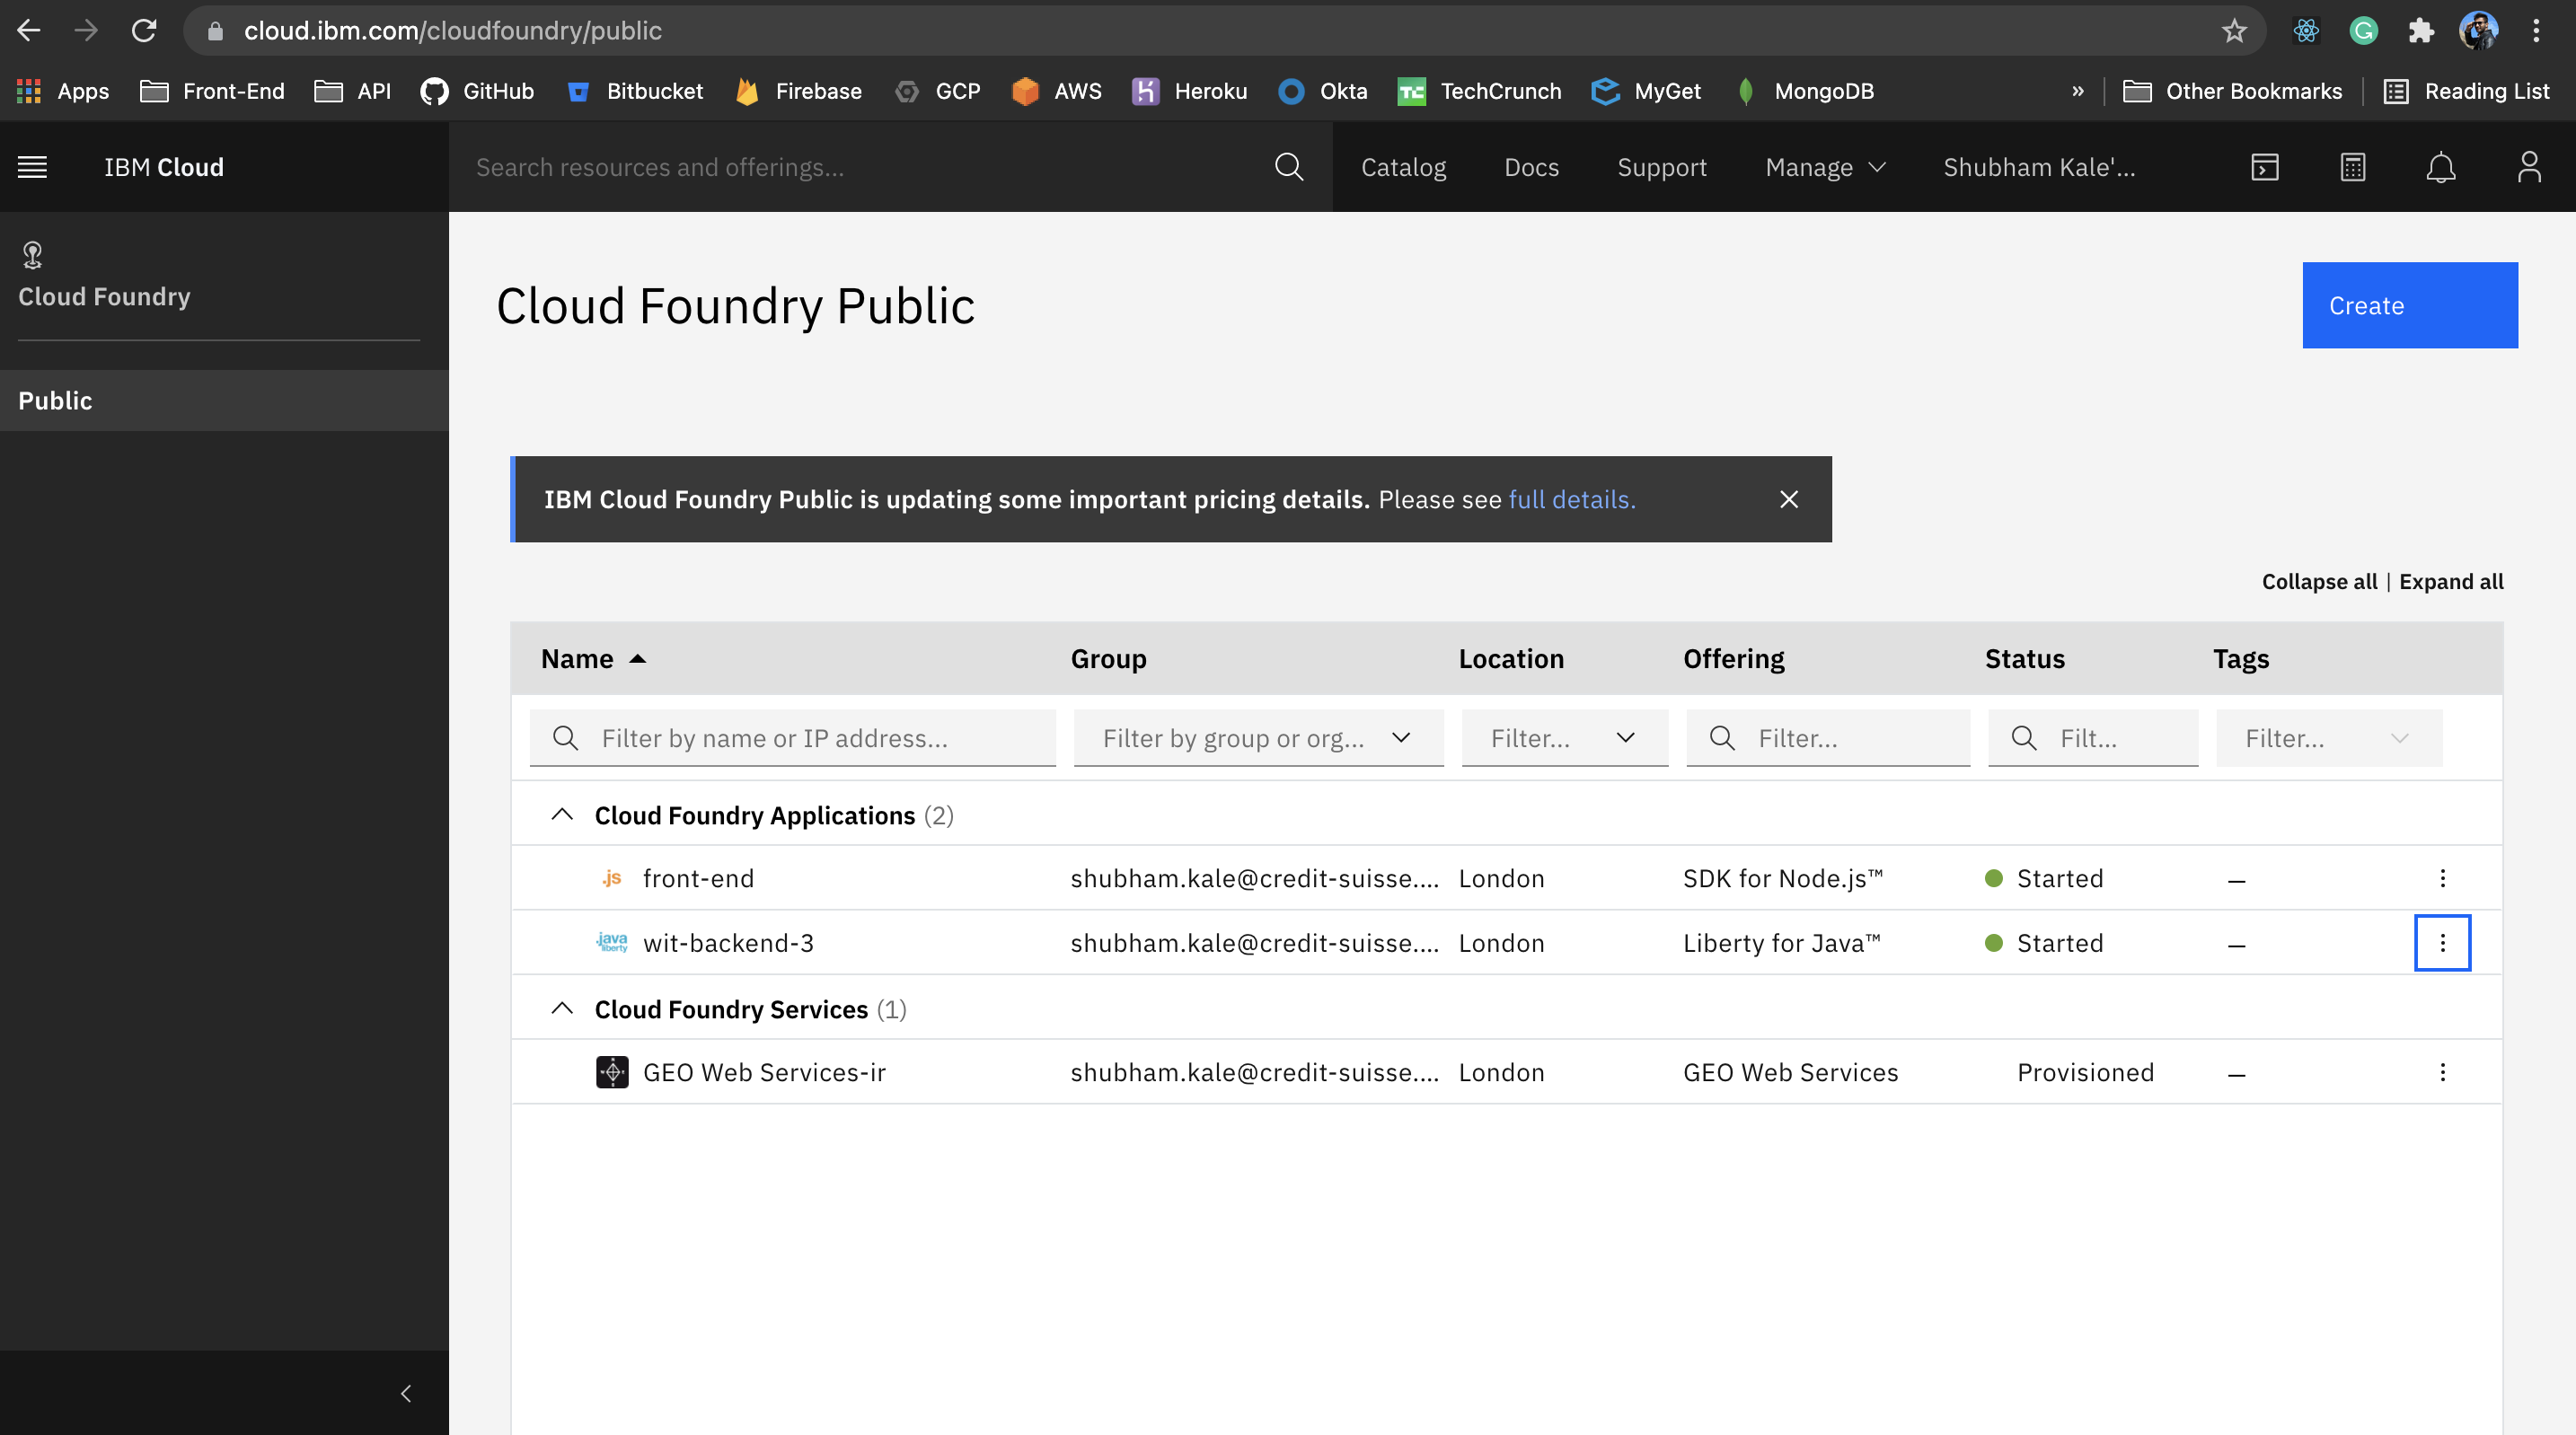 cloud.ibm.com/cloudfoundry/public
Apps Front-End API GitHub Bitbucket Firebase GCP AWS Heroku Okta TechCrunch MyGet MongoDB » Other Bookmarks Reading List
IBM Cloud Search resources and offerings... Catalog Docs Support Manage Shubham Kale'...
Cloud Foundry
Public
Cloud Foundry Public
Create
IBM Cloud Foundry Public is updating some important pricing details. Please see full details.
Collapse all | Expand all
Name Group Location Offering Status Tags
Filter by name or IP address... Filter by group or org... Filter... Filter... Filt... Filter...
Cloud Foundry Applications (2)
.js front-end shubham.kale@credit-suisse.... London SDK for Node.js™ Started –
java liberty wit-backend-3 shubham.kale@credit-suisse.... London Liberty for Java™ Started –
Cloud Foundry Services (1)
GEO Web Services-ir shubham.kale@credit-suisse.... London GEO Web Services Provisioned –